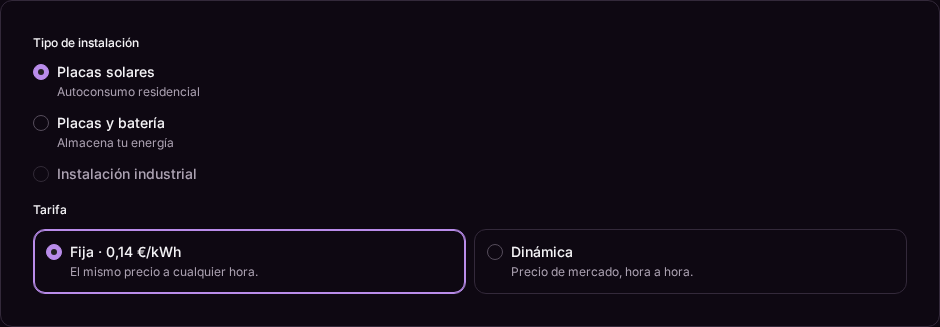 Tipo de instalación
Placas solares
Autoconsumo residencial
Placas y batería
Almacena tu energía
Instalación industrial
Tarifa
Fija · 0,14 €/kWh
El mismo precio a cualquier hora.
Dinámica
Precio de mercado, hora a hora.